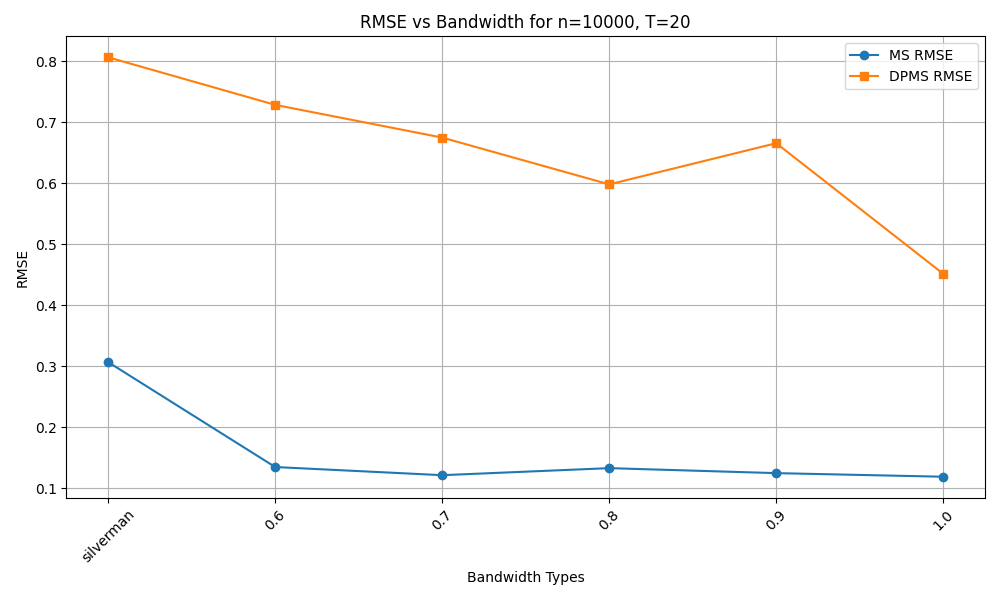 RMSE vs Bandwidth for n=10000, T=20
MS RMSE
DPMS RMSE
RMSE
0.8
0.7
0.6
0.5
0.4
0.3
0.2
0.1
silverman
0.6
0.7
0.8
0.9
1.0
Bandwidth Types